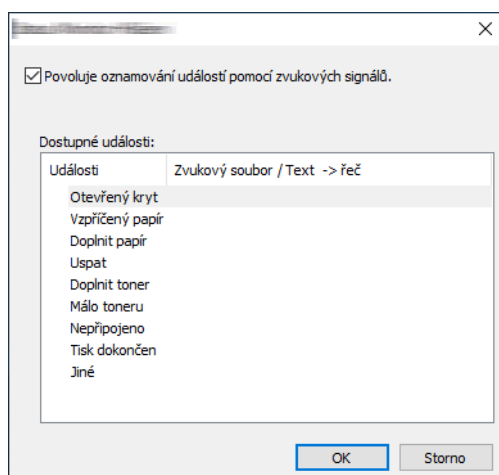 Povoluje oznamování událostí pomocí zvukových signálů.
Dostupné události:
Události Zvukový soubor / Text -> řeč
Otevřený kryt
Vzpříčený papír
Doplnit papír
Uspat
Doplnit toner
Málo toneru
Nepřipojeno
Tisk dokončen
Jiné
OK Storno